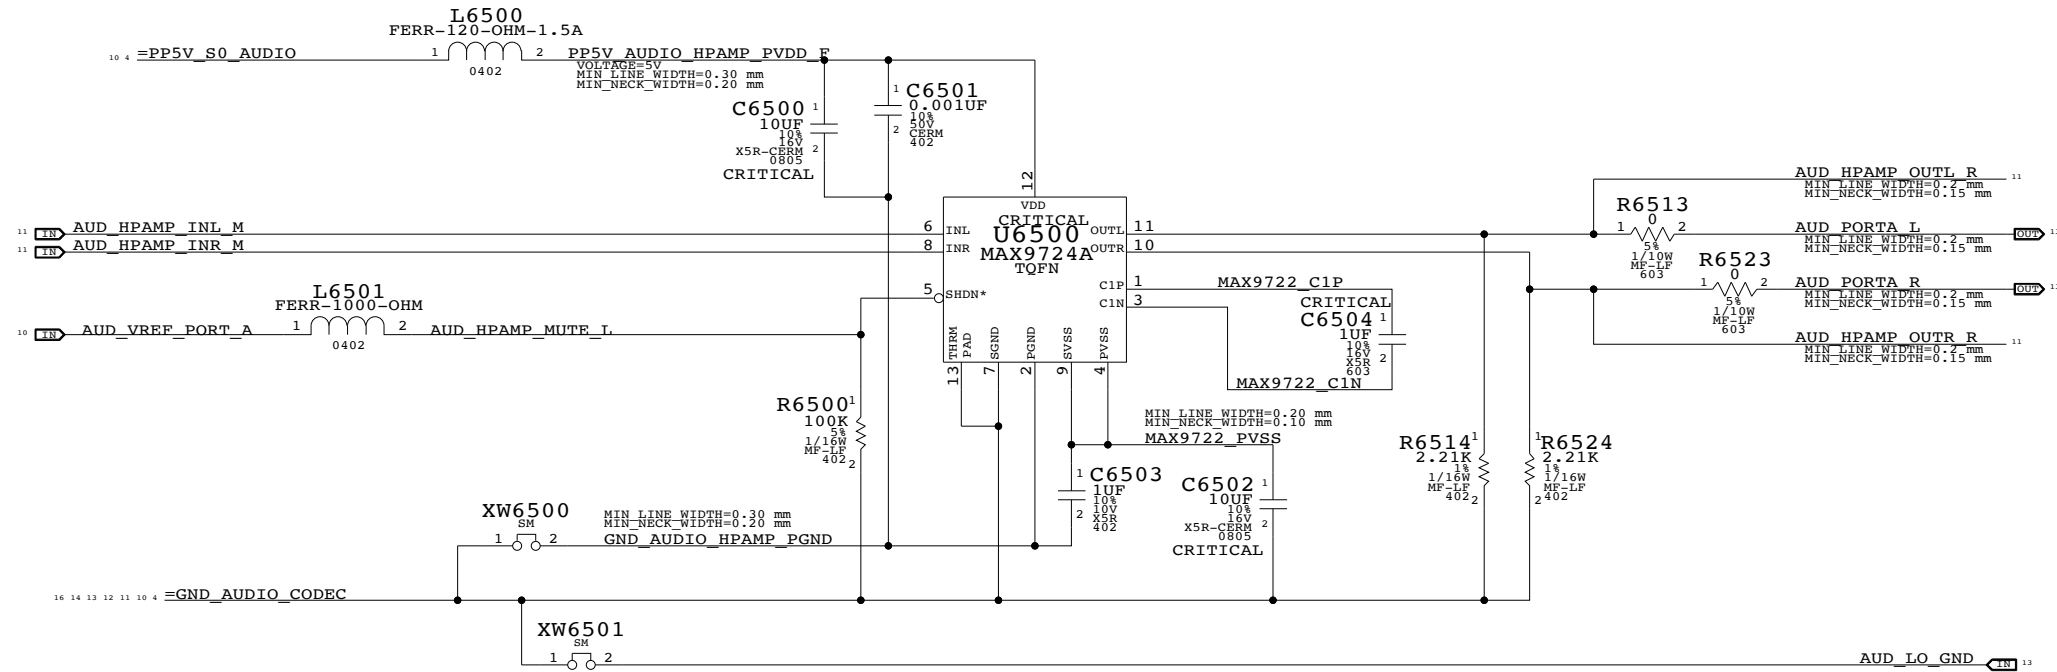 L6500
FERR-120-OHM-1.5A
10 4 =PP5V_S0_AUDIO 1 2 PP5V_AUDIO_HPAMP_PVDD_F
0402
VOLTAGE=5V
MIN_LINE_WIDTH=0.30 mm
MIN_NECK_WIDTH=0.20 mm
C6500 1
10UF
10%
16V
X5R-CERM 2
0805
CRITICAL
1 C6501
0.001UF
10%
50V
2 CERM
402
12
VDD
CRITICAL
U6500
MAX9724A
TQFN
11 IN AUD_HPAMP_INL_M 6 INL
11 IN AUD_HPAMP_INR_M 8 INR
OUTL 11
OUTR 10
5 SHDN*
C1P 1 MAX9722_C1P
C1N 3
THRM PAD
SGND
PGND
SVSS
PVSS
13
7
2
9
4
CRITICAL
C6504 1
1UF
10%
16V 2
X5R
603
MAX9722_C1N
AUD_HPAMP_OUTL_R 11
MIN_LINE_WIDTH=0.2 mm
MIN_NECK_WIDTH=0.15 mm
R6513
0
1 2
5%
1/10W
MF-LF
603
AUD_PORTA_L OUT
MIN_LINE_WIDTH=0.2 mm
MIN_NECK_WIDTH=0.15 mm
R6523
0
1 2
5%
1/10W
MF-LF
603
AUD_PORTA_R OUT
MIN_LINE_WIDTH=0.2 mm
MIN_NECK_WIDTH=0.15 mm
AUD_HPAMP_OUTR_R 11
MIN_LINE_WIDTH=0.2 mm
MIN_NECK_WIDTH=0.15 mm
L6501
FERR-1000-OHM
10 IN AUD_VREF_PORT_A 1 2 AUD_HPAMP_MUTE_L
0402
R6500 1
100K
5%
1/16W
MF-LF
402 2
MIN_LINE_WIDTH=0.20 mm
MIN_NECK_WIDTH=0.10 mm
MAX9722_PVSS
1 C6503
1UF
10%
10V
2 X5R
402
C6502 1
10UF
10%
16V
X5R-CERM 2
0805
CRITICAL
R6514 1
2.21K
1%
1/16W
MF-LF
402 2
1 R6524
2.21K
1%
1/16W
MF-LF
2 402
XW6500
SM
MIN_LINE_WIDTH=0.30 mm
MIN_NECK_WIDTH=0.20 mm
1 2 GND_AUDIO_HPAMP_PGND
16 14 13 12 11 10 4 =GND_AUDIO_CODEC
XW6501
SM
1 2 AUD_LO_GND IN 13